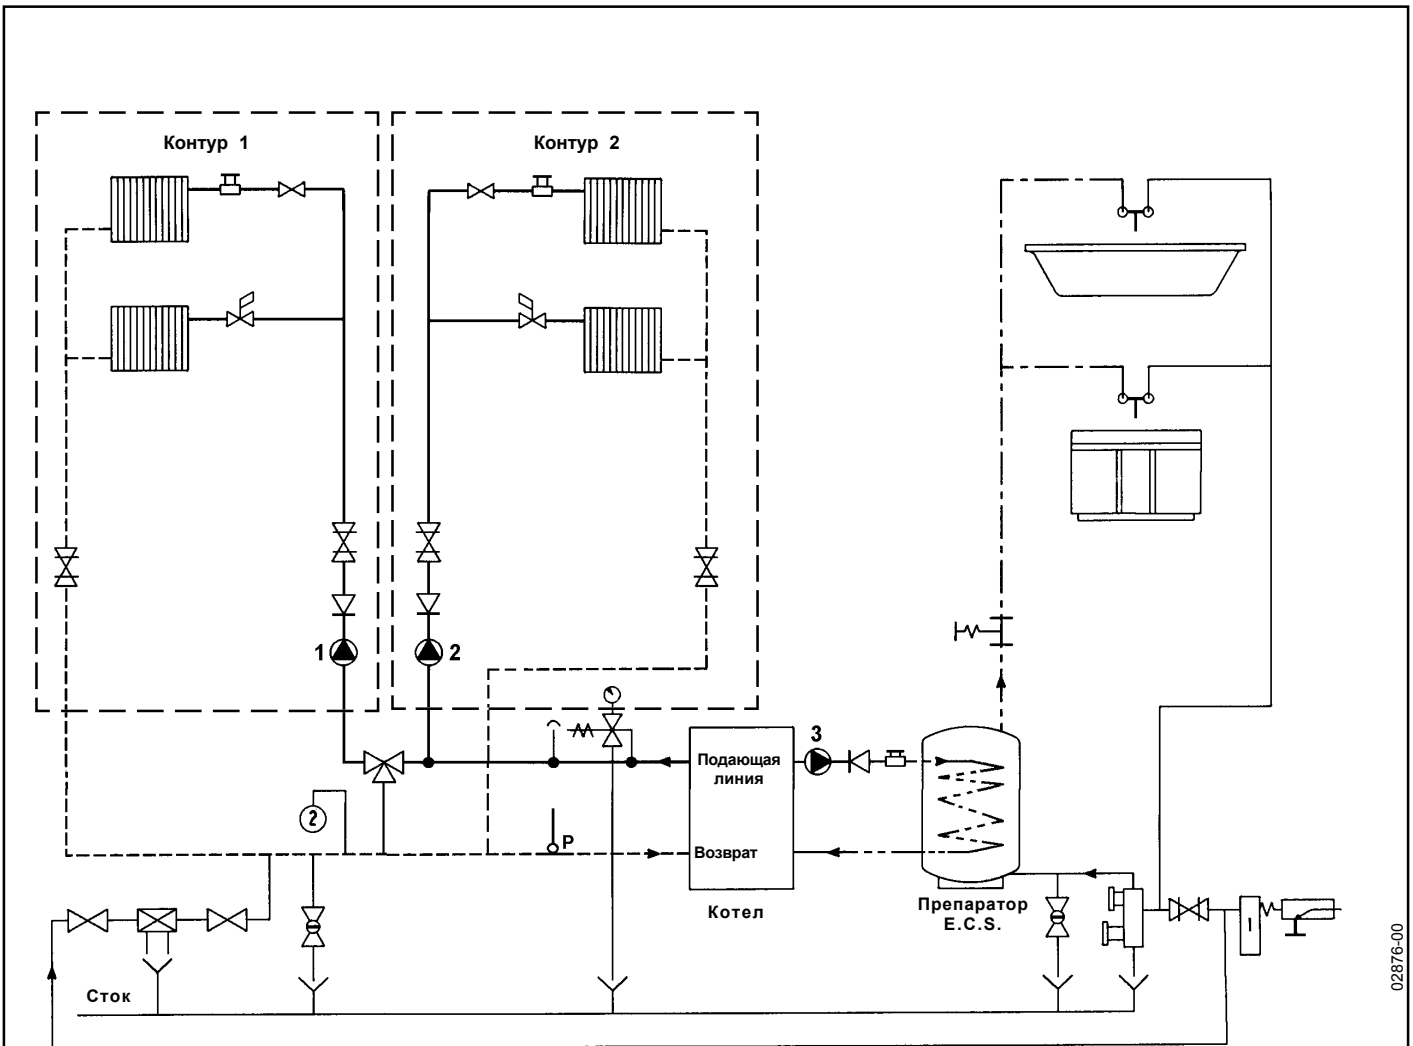 Контур 1
Контур 2
1
2
3
Подающая
линия
2
P
Возврат
Котел
Препаратор
E.C.S.
Сток
02876-00